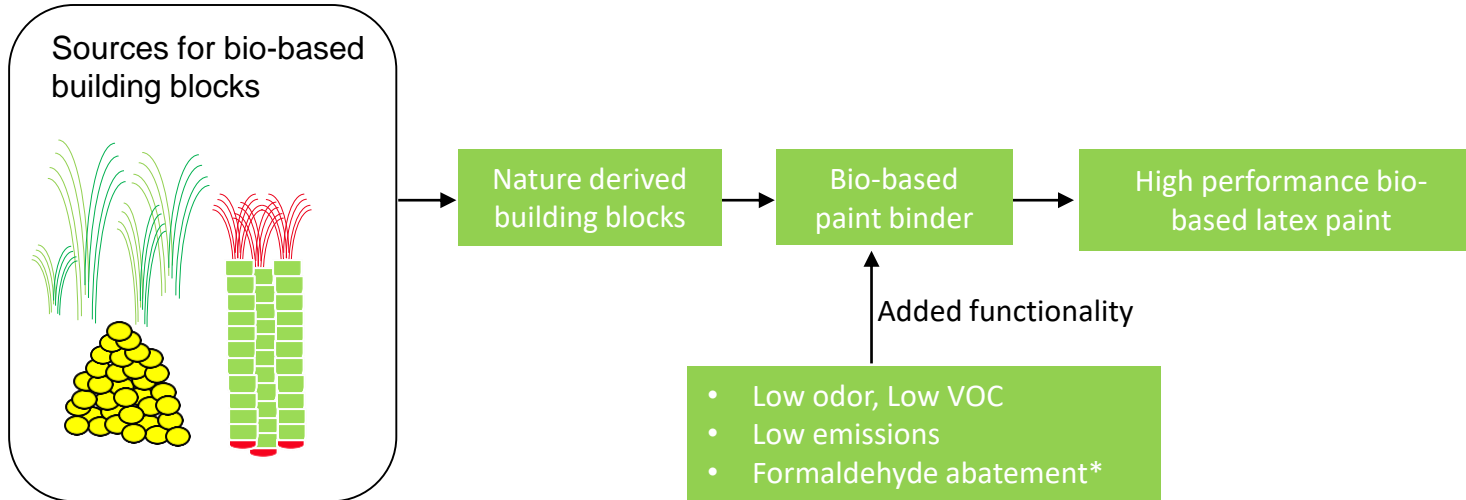 Sources for bio-based
building blocks
Nature derived
building blocks
Bio-based
paint binder
High performance bio-
based latex paint
Added functionality
• Low odor, Low VOC
• Low emissions
• Formaldehyde abatement*